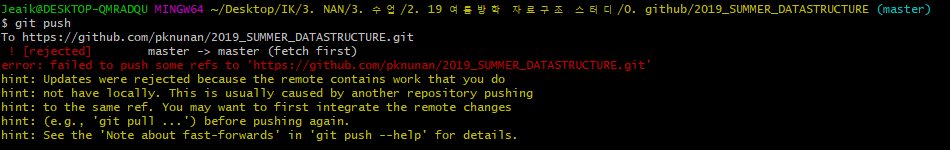 Jeaik@DESKTOP-QMRADQU MINGW64 ~/Desktop/IK/3. NAN/3. 수업/2. 19 여름방학 자료구조 스터디/0. github/2019_SUMMER_DATASTRUCTURE (master)
$ git push
To https://github.com/pknunan/2019_SUMMER_DATASTRUCTURE.git
 ! [rejected]        master -> master (fetch first)
error: failed to push some refs to 'https://github.com/pknunan/2019_SUMMER_DATASTRUCTURE.git'
hint: Updates were rejected because the remote contains work that you do
hint: not have locally. This is usually caused by another repository pushing
hint: to the same ref. You may want to first integrate the remote changes
hint: (e.g., 'git pull ...') before pushing again.
hint: See the 'Note about fast-forwards' in 'git push --help' for details.